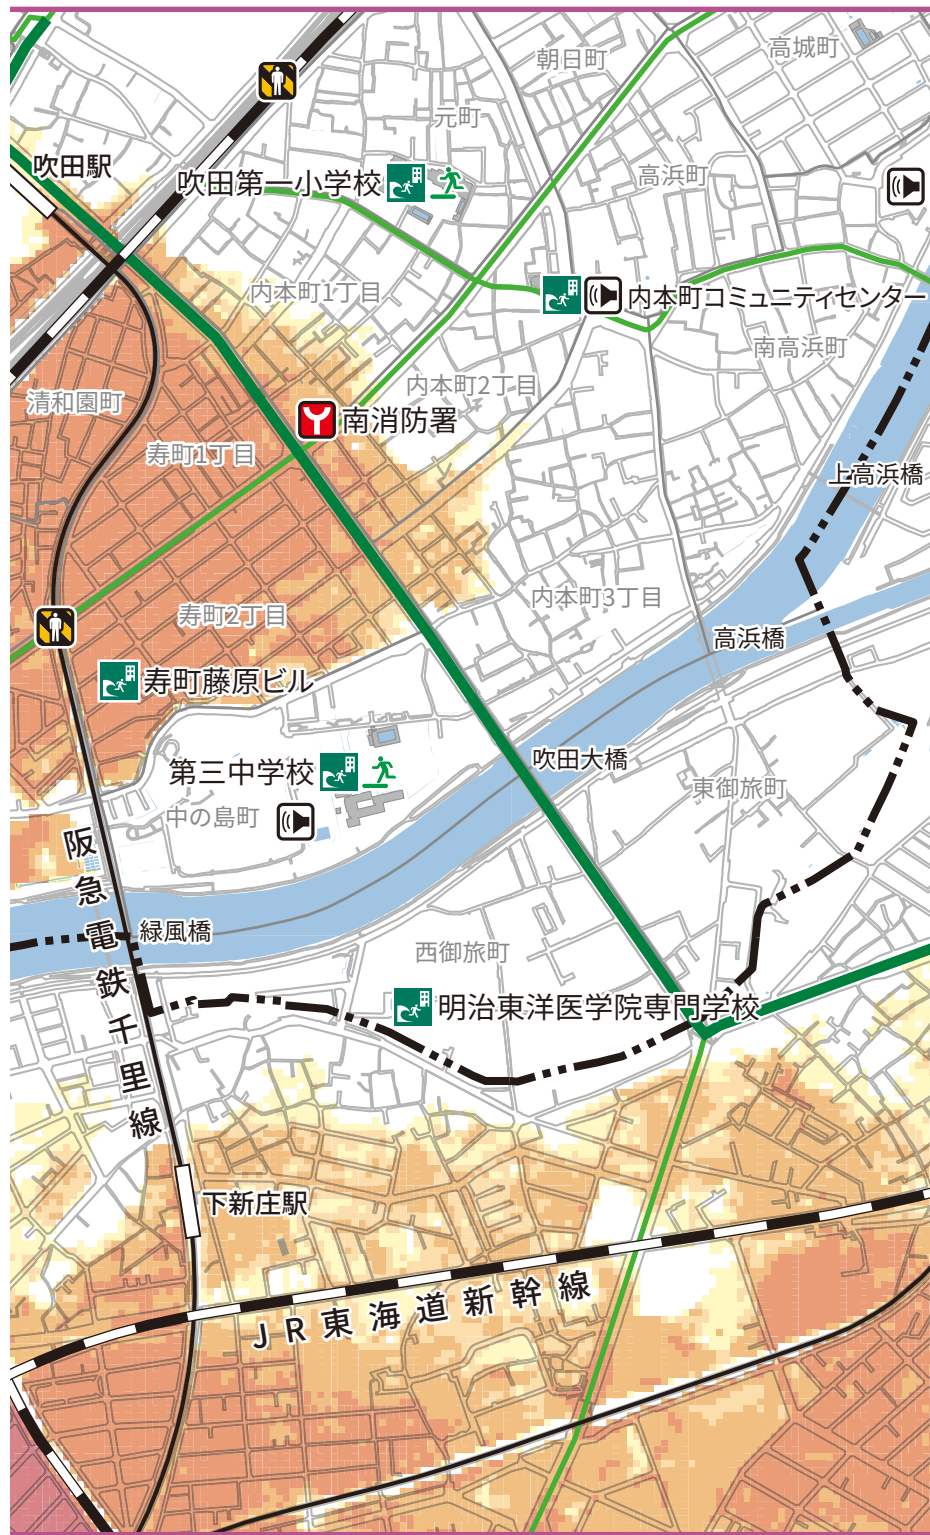 朝日町
高城町
元町
吹田駅
吹田第一小学校
高浜町
内本町1丁目
内本町コミュニティセンター
南高浜町
内本町2丁目
清和園町
南消防署
寿町1丁目
上高浜橋
内本町3丁目
寿町2丁目
高浜橋
寿町藤原ビル
吹田大橋
第三中学校
東御旅町
中の島町
阪急電鉄千里線
緑風橋
西御旅町
明治東洋医学院専門学校
下新庄駅
JR東海道新幹線